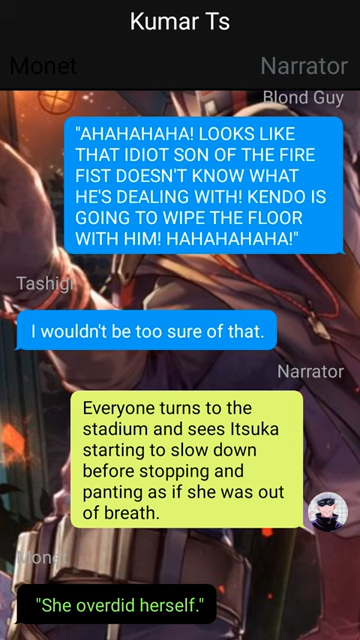 Kumar Ts
Monet
Narrator
Blond Guy
"AHAHAHAHA! LOOKS LIKE
THAT IDIOT SON OF THE FIRE
FIST DOESN'T KNOW WHAT
HE'S DEALING WITH! KENDO IS
GOING TO WIPE THE FLOOR
WITH HIM! HAHAHAHAHA!"
Tashigi
I wouldn't be too sure of that.
Narrator
Everyone turns to the
stadium and sees Itsuka
starting to slow down
before stopping and
panting as if she was out
of breath.
Monet
"She overdid herself."